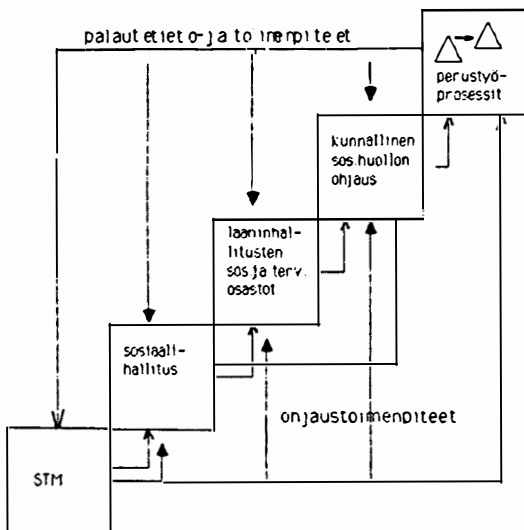 palautetieto-ja toimenpiteet
perustyö-
prosessit
kunnallinen
sos.huollon
ohjaus
lääninhal-
litusten
sos.ja terv.
osastot
sosiaali-
hallitus
ohjaustoimenpiteet
STM